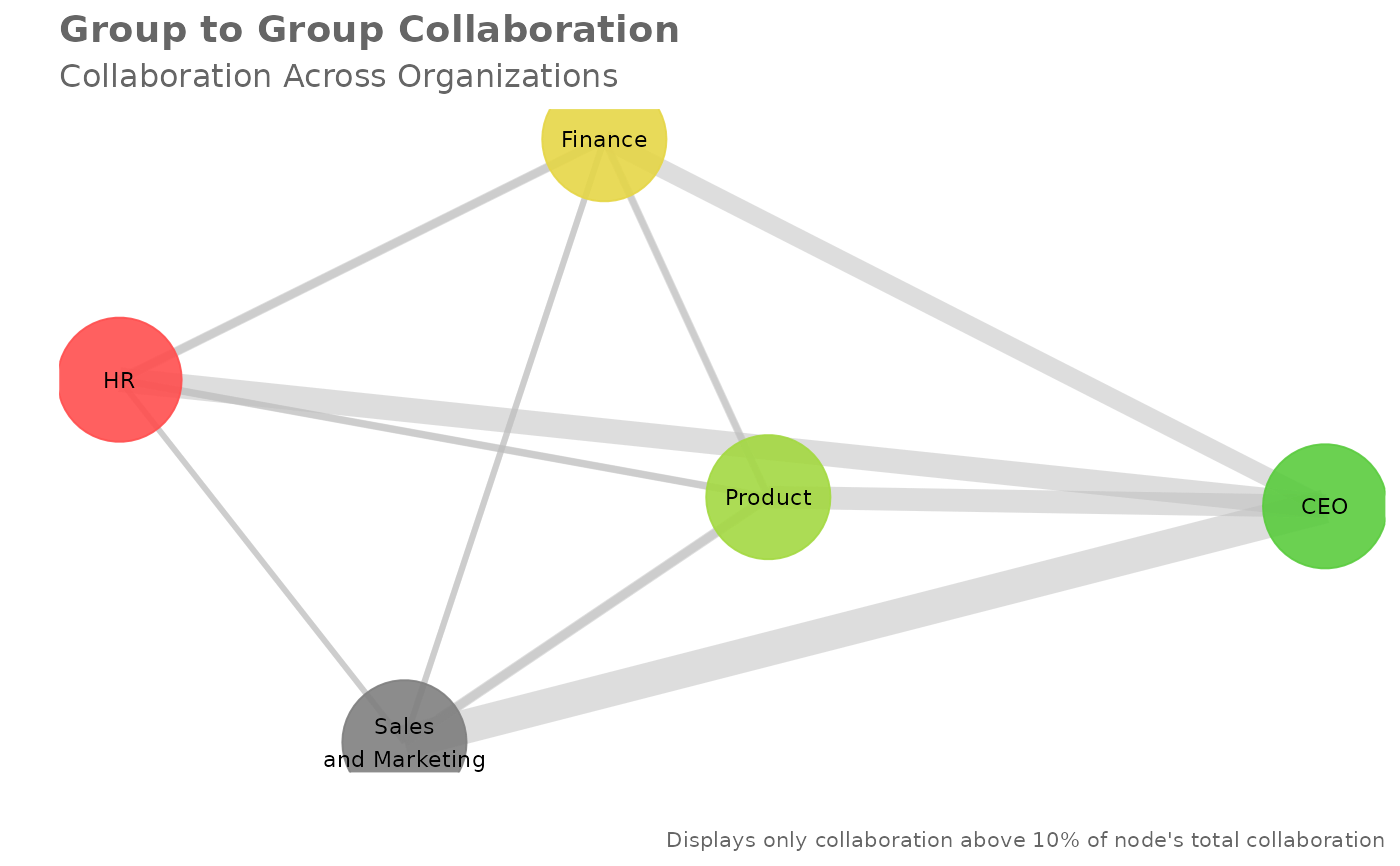 Group to Group Collaboration
Collaboration Across Organizations
Finance
HR
Product
CEO
Sales
and Marketing
Displays only collaboration above 10% of node's total collaboration